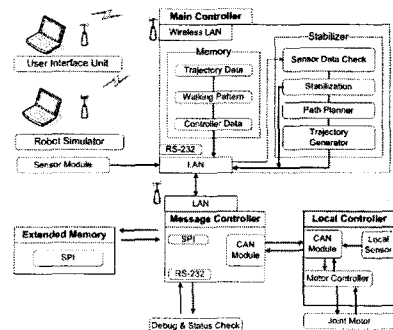 Main Controller
Wireless LAN
Memory
Trajectory Data
Walking Pattern
Controller Data
RS-232
LAN
Stabilizer
Sensor Data Check
Stabilization
Path Planner
Trajectory
Generator
User Interface Unit
Robot Simulator
Sensor Module
LAN
Message Controller
SPI
CAN
Module
RS-232
Extended Memory
SPI
Local Controller
CAN
Module
Local
Sensor
Motor Controller
Debug & Status Check
Joint Motor